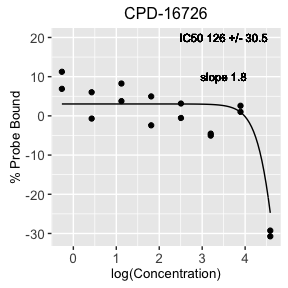 CPD-16726
IC50 126 +/- 30.5
slope 1.8
% Probe Bound
20
10
0
-10
-20
-30
0 1 2 3 4
log(Concentration)